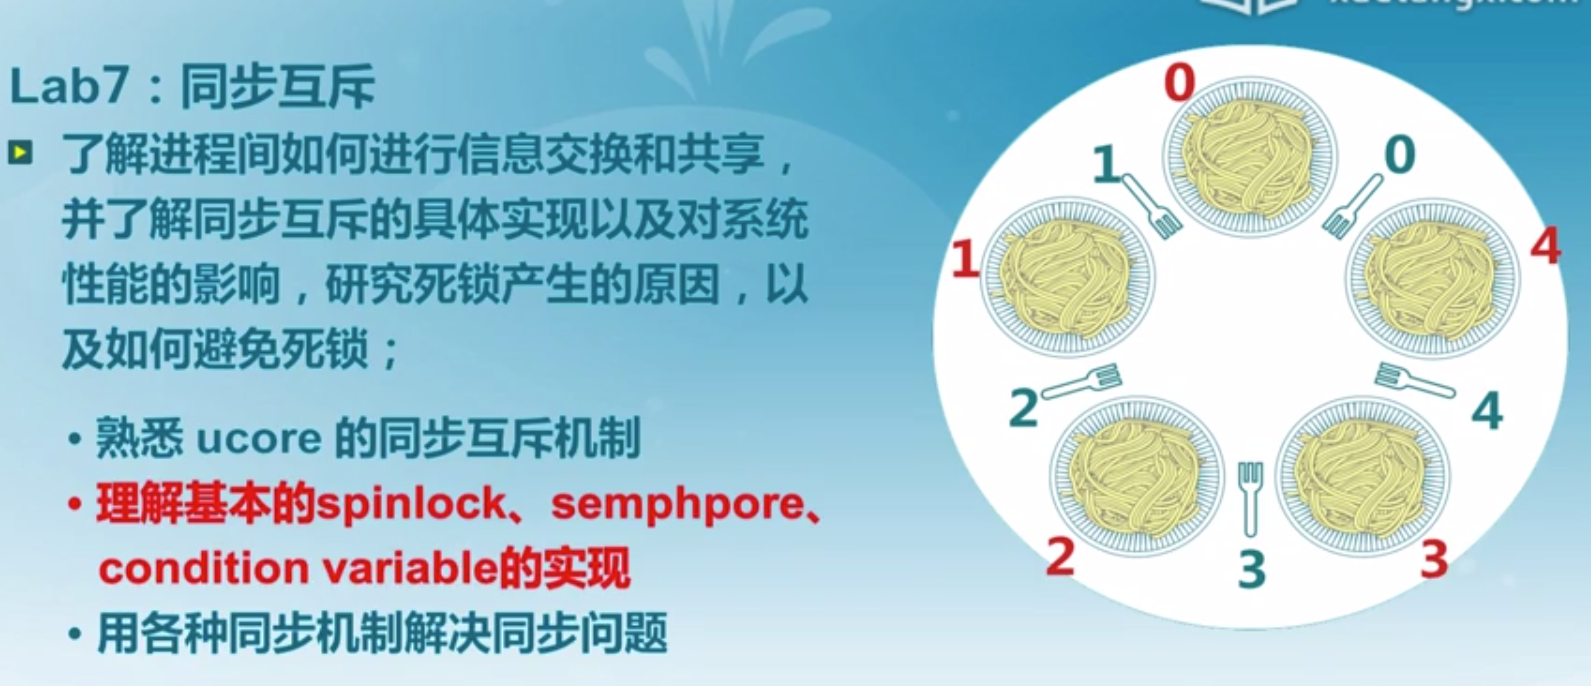 Lab7：同步互斥
了解进程间如何进行信息交换和共享，
并了解同步互斥的具体实现以及对系统
性能的影响，研究死锁产生的原因，以
及如何避免死锁；
• 熟悉 ucore 的同步互斥机制
• 理解基本的spinlock、semphpore、
condition variable的实现
• 用各种同步机制解决同步问题
0
1
0
1
4
2
4
3
2
3